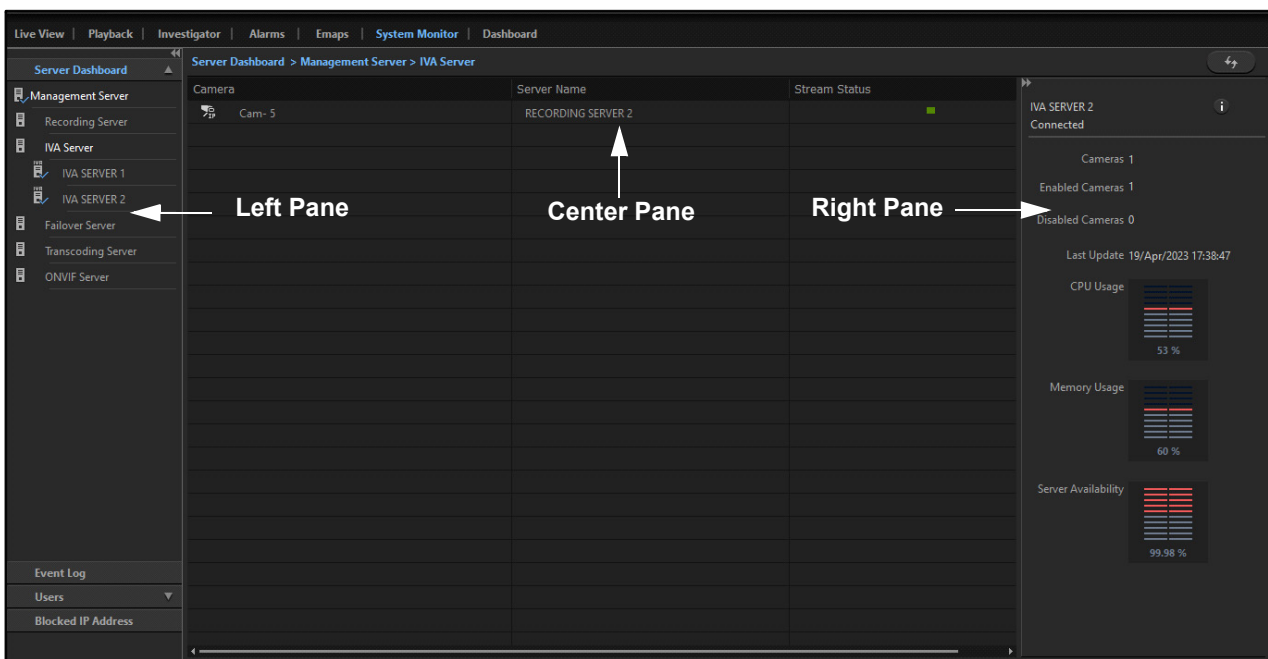 Live View | Playback | Investigator | Alarms | Emaps | System Monitor | Dashboard
Server Dashboard
Management Server
Recording Server
IVA Server
IVA SERVER 1
IVA SERVER 2
Failover Server
Transcoding Server
ONVIF Server
Event Log
Users
Blocked IP Address
Left Pane
Server Dashboard > Management Server > IVA Server
Camera Server Name Stream Status
Cam- 5 RECORDING SERVER 2
Center Pane
Right Pane
IVA SERVER 2
Connected
Cameras 1
Enabled Cameras 1
Disabled Cameras 0
Last Update 19/Apr/2023 17:38:47
CPU Usage
53 %
Memory Usage
60 %
Server Availability
99.98 %